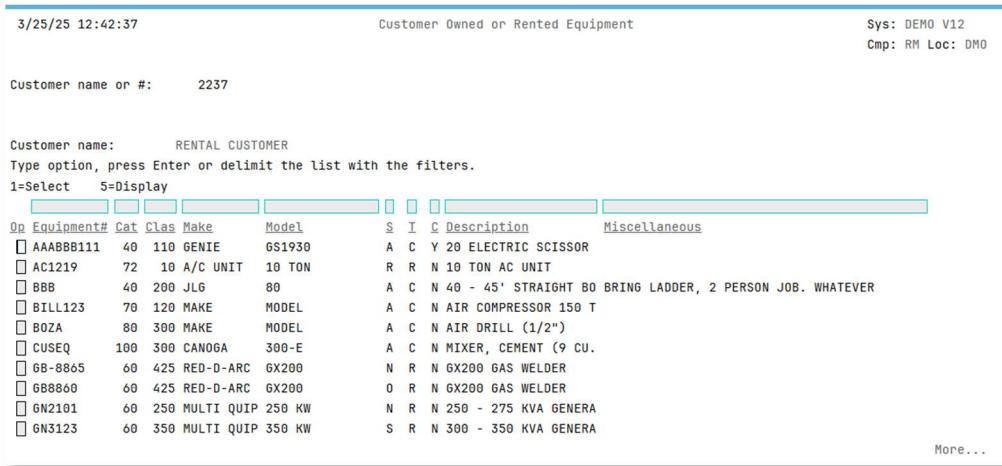 3/25/25 12:42:37 Customer Owned or Rented Equipment Sys: DEMO V12
Cmp: RM Loc: DMO
Customer name or #: 2237
Customer name: RENTAL CUSTOMER
Type option, press Enter or delimit the list with the filters.
1=Select 5=Display
Op Equipment# Cat Clas Make Model S T C Description Miscellaneous
AAABBB111 40 110 GENIE GS1930 A C Y 20 ELECTRIC SCISSOR
AC1219 72 10 A/C UNIT 10 TON R R N 10 TON AC UNIT
BBB 40 200 JLG 80 A C N 40 - 45' STRAIGHT BO BRING LADDER, 2 PERSON JOB. WHATEVER
BILL123 70 120 MAKE MODEL A C N AIR COMPRESSOR 150 T
BOZA 80 300 MAKE MODEL A C N AIR DRILL (1/2")
CUSEQ 100 300 CANOGA 300-E A C N MIXER, CEMENT (9 CU.
GB-8865 60 425 RED-D-ARC GX200 N R N GX200 GAS WELDER
GB8860 60 425 RED-D-ARC GX200 O R N GX200 GAS WELDER
GN2101 60 250 MULTI QUIP 250 KW N R N 250 - 275 KVA GENERA
GN3123 60 350 MULTI QUIP 350 KW S R N 300 - 350 KVA GENERA
More...